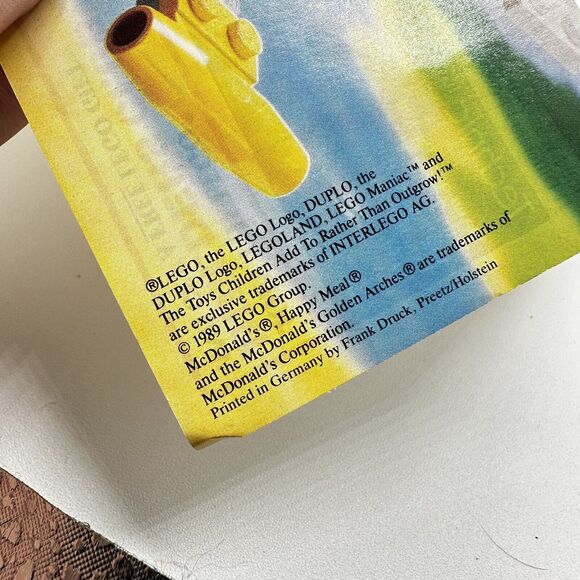 ®LEGO, the LEGO Logo, DUPLO, the
DUPLO Logo, LEGOLAND, LEGO Maniac™ and
The Toys Children Add To Rather Than Outgrow!™
are exclusive trademarks of INTERLEGO AG.
© 1989 LEGO Group.
McDonald's®, Happy Meal®
and the McDonald's Golden Arches® are trademarks of
McDonald's Corporation.
Printed in Germany by Frank Druck, Preetz/Holstein